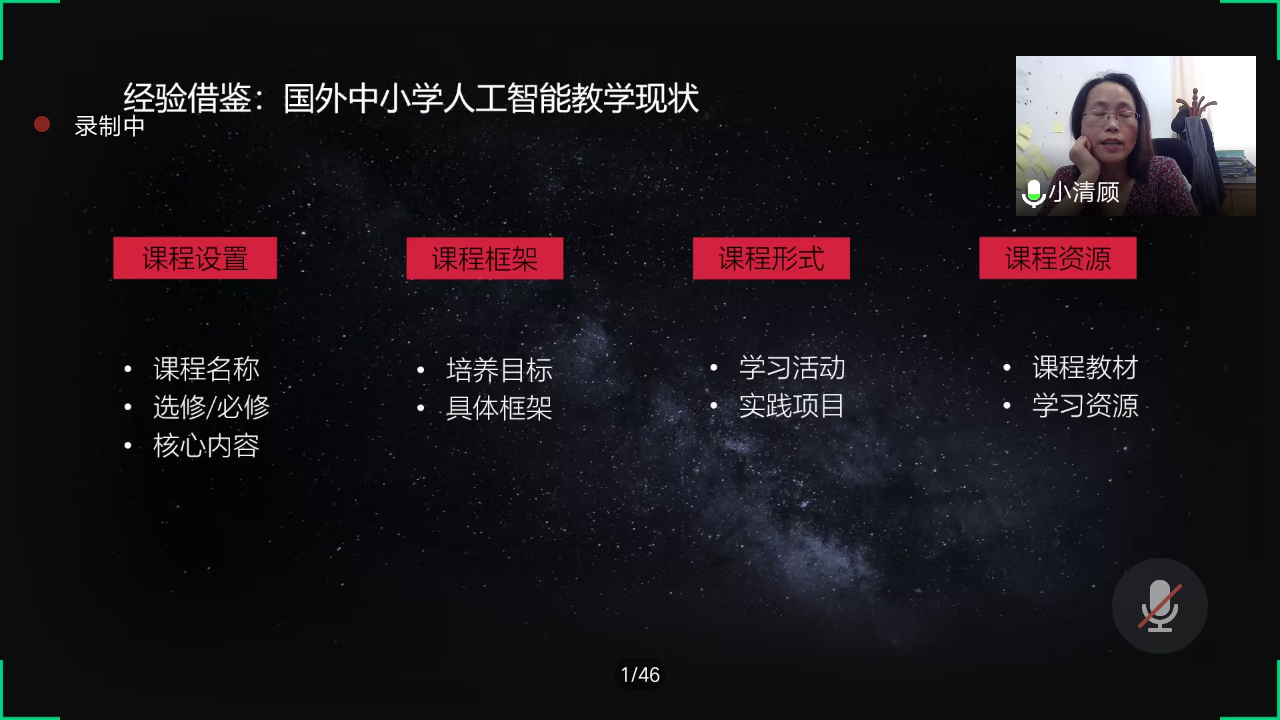 经验借鉴：国外中小学人工智能教学现状
录制中
小清顾
课程设置
课程框架
课程形式
课程资源
• 课程名称
• 选修/必修
• 核心内容
• 培养目标
• 具体框架
• 学习活动
• 实践项目
• 课程教材
• 学习资源
1/46